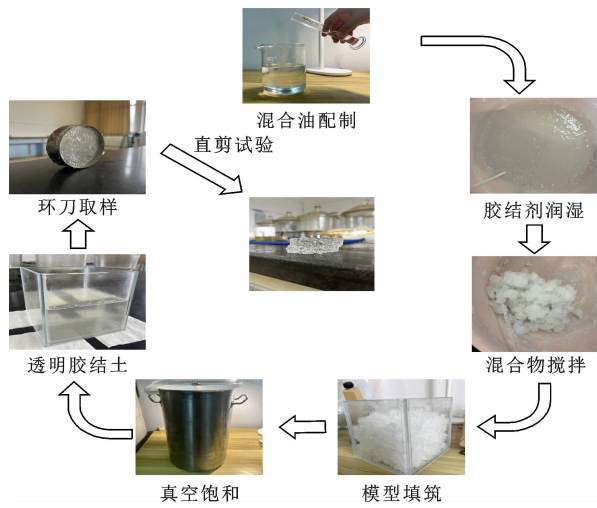 混合油配制
直剪试验
环刀取样
胶结剂润湿
透明胶结土
混合物搅拌
真空饱和
模型填筑